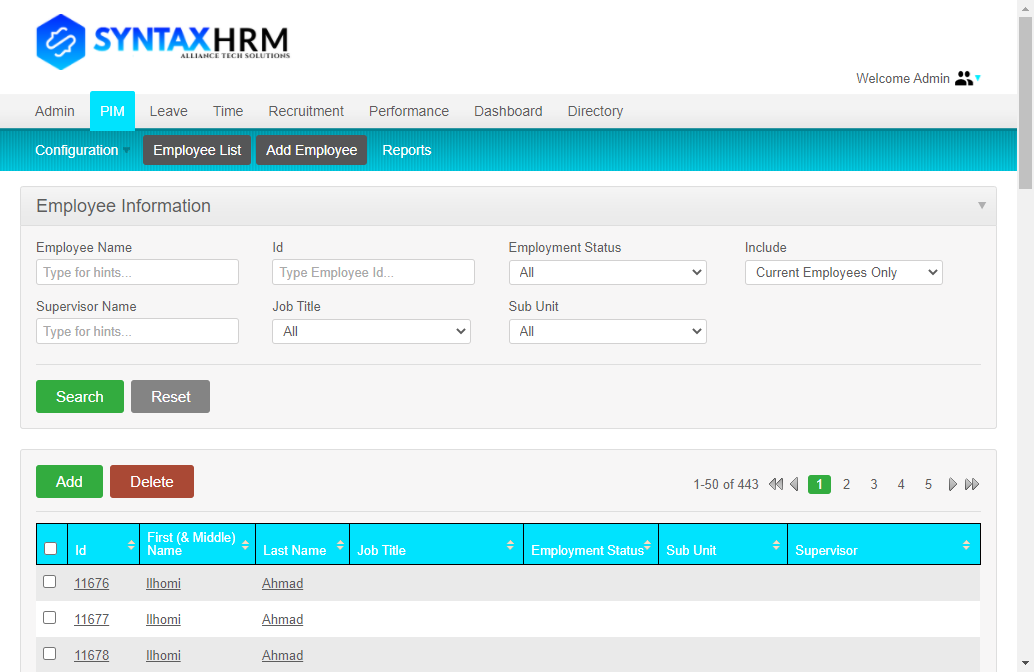 SYNTAXHRM
ALLIANCE TECH SOLUTIONS
Welcome Admin
Admin PIM Leave Time Recruitment Performance Dashboard Directory
Configuration Employee List Add Employee Reports
Employee Information
Employee Name Id Employment Status Include
Type for hints... Type Employee Id... All Current Employees Only
Supervisor Name Job Title Sub Unit
Type for hints... All All
Search Reset
Add Delete 1-50 of 443 1 2 3 4 5
Id First (& Middle) Name Last Name Job Title Employment Status Sub Unit Supervisor
11676 Ilhomi Ahmad
11677 Ilhomi Ahmad
11678 Ilhomi Ahmad